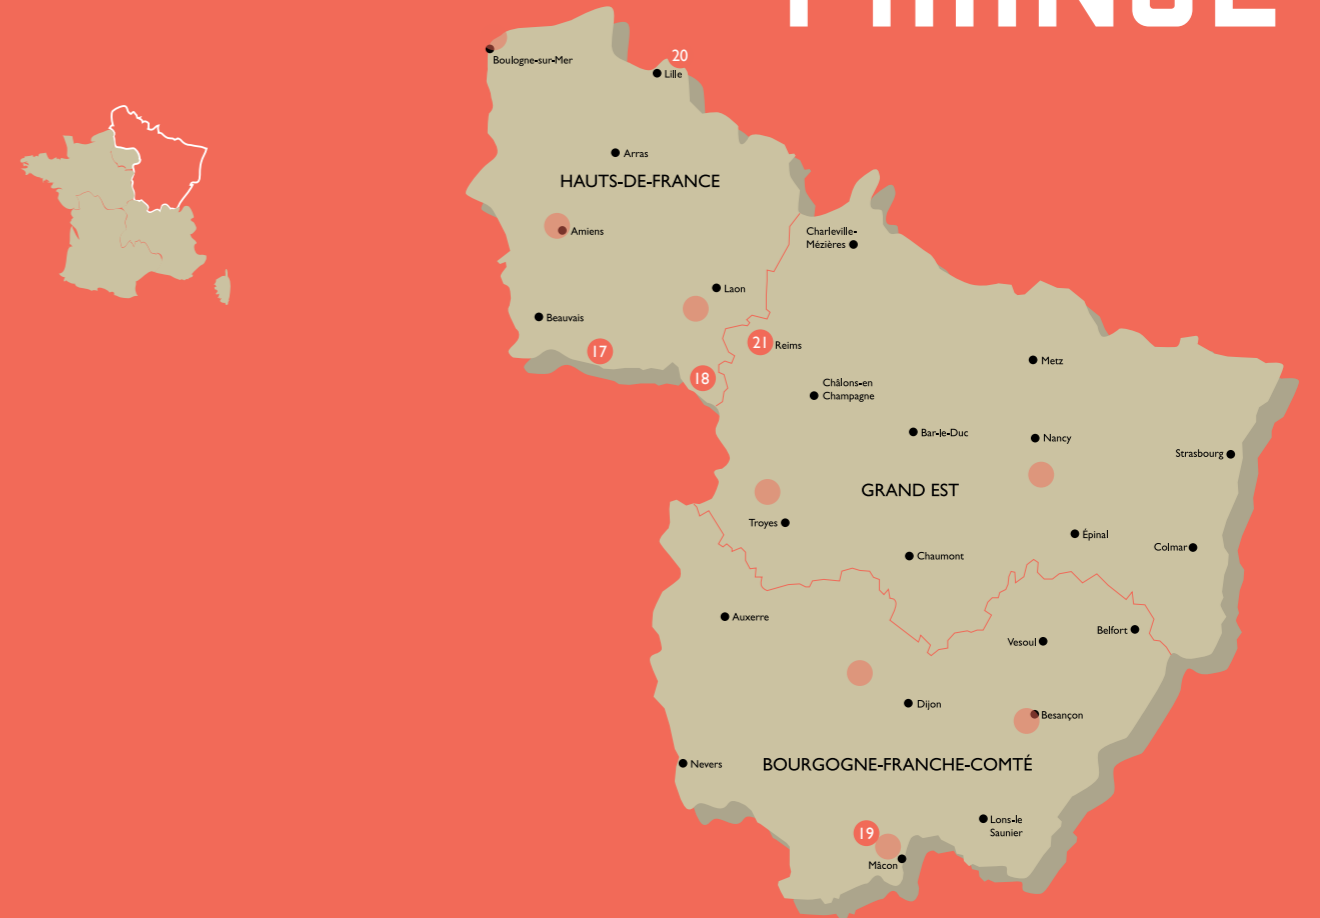 20
Boulogne-sur-Mer
Lille
Arras
HAUTS-DE-FRANCE
Amiens
Charleville-
Mézières
Laon
Beauvais
17
21
Reims
Metz
18
Châlons-en
Champagne
Bar-le-Duc
Nancy
Strasbourg
GRAND EST
Troyes
Épinal
Colmar
Chaumont
Auxerre
Belfort
Vesoul
Dijon
Besançon
Nevers
BOURGOGNE-FRANCHE-COMTÉ
19
Lons-le
Saunier
Mâcon